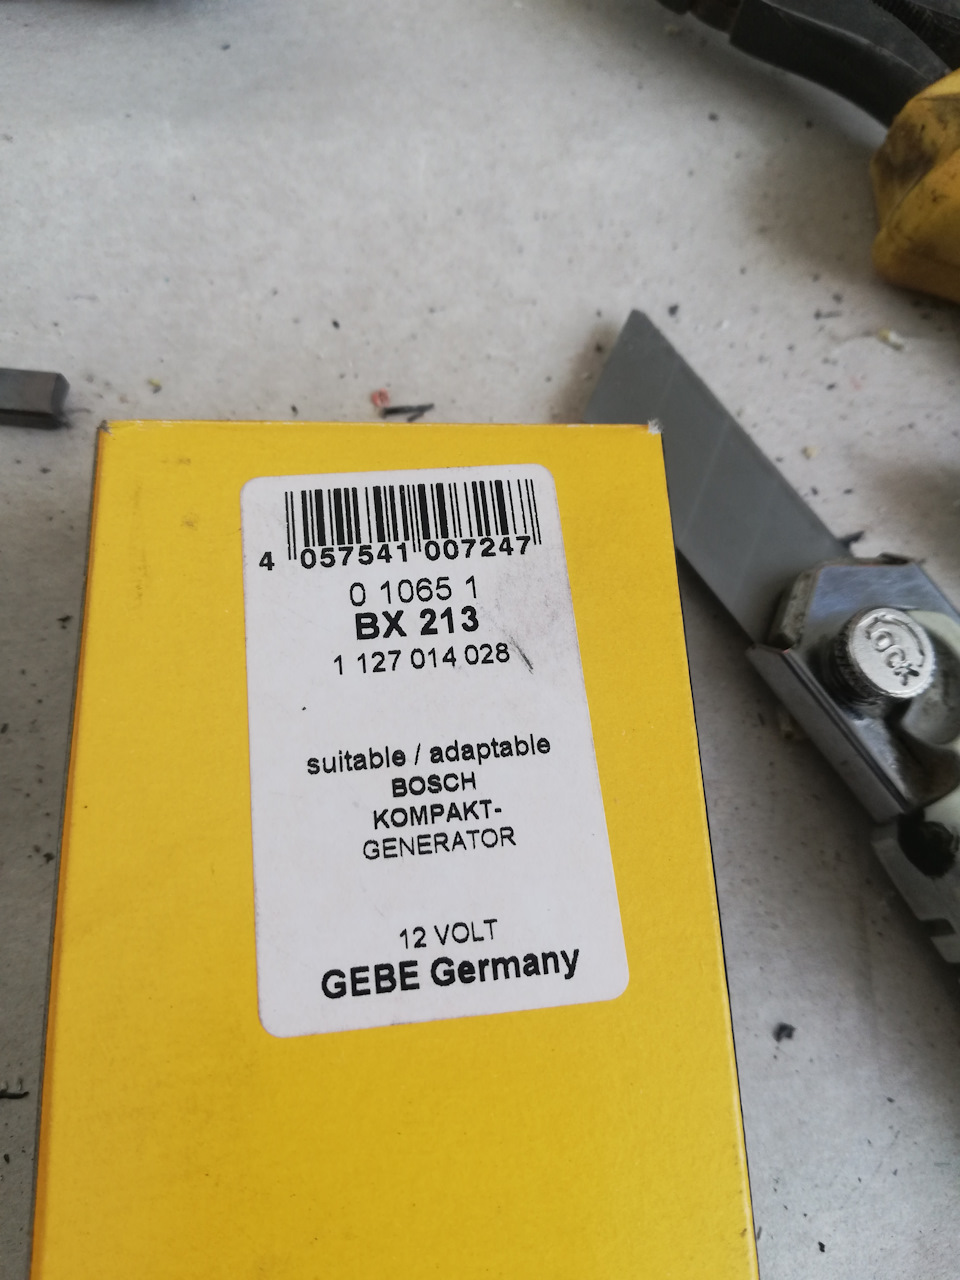 4 057541 007247
0 1065 1
BX 213
1 127 014 028
suitable / adaptable
BOSCH
KOMPAKT-
GENERATOR
12 VOLT
GEBE Germany
LOCK